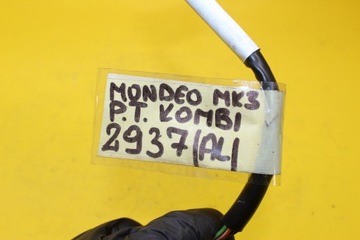 MONDEO MK3
P.T. KOMBI
2937/AL/